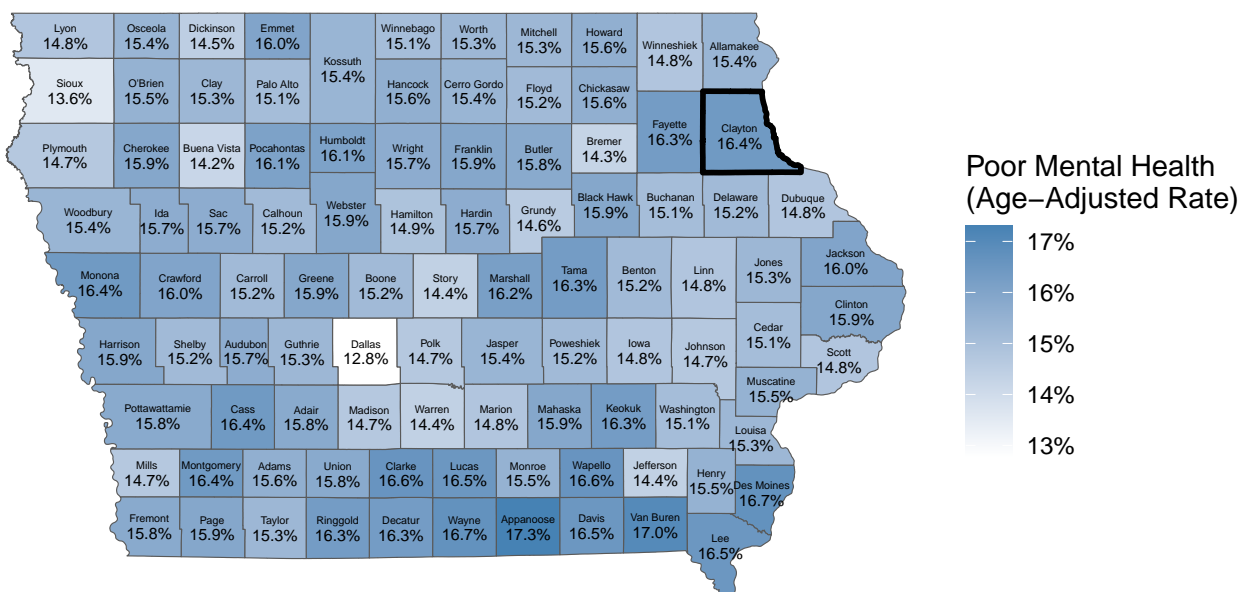 Lyon
14.8%
Osceola
15.4%
Dickinson
14.5%
Emmet
16.0%
Kossuth
15.4%
Winnebago
15.1%
Worth
15.3%
Mitchell
15.3%
Howard
15.6%
Winneshiek
14.8%
Allamakee
15.4%
Sioux
13.6%
O'Brien
15.5%
Clay
15.3%
Palo Alto
15.1%
Hancock
15.6%
Cerro Gordo
15.4%
Floyd
15.2%
Chickasaw
15.6%
Fayette
16.3%
Clayton
16.4%
Plymouth
14.7%
Cherokee
15.9%
Buena Vista
14.2%
Pocahontas
16.1%
Humboldt
16.1%
Wright
15.7%
Franklin
15.9%
Butler
15.8%
Bremer
14.3%
Woodbury
15.4%
Ida
15.7%
Sac
15.7%
Calhoun
15.2%
Webster
15.9%
Hamilton
14.9%
Hardin
15.7%
Grundy
14.6%
Black Hawk
15.9%
Buchanan
15.1%
Delaware
15.2%
Dubuque
14.8%
Monona
16.4%
Crawford
16.0%
Carroll
15.2%
Greene
15.9%
Boone
15.2%
Story
14.4%
Marshall
16.2%
Tama
16.3%
Benton
15.2%
Linn
14.8%
Jones
15.3%
Jackson
16.0%
Clinton
15.9%
Harrison
15.9%
Shelby
15.2%
Audubon
15.7%
Guthrie
15.3%
Dallas
12.8%
Polk
14.7%
Jasper
15.4%
Poweshiek
15.2%
Iowa
14.8%
Johnson
14.7%
Cedar
15.1%
Scott
14.8%
Muscatine
15.5%
Pottawattamie
15.8%
Cass
16.4%
Adair
15.8%
Madison
14.7%
Warren
14.4%
Marion
14.8%
Mahaska
15.9%
Keokuk
16.3%
Washington
15.1%
Louisa
15.3%
Mills
14.7%
Montgomery
16.4%
Adams
15.6%
Union
15.8%
Clarke
16.6%
Lucas
16.5%
Monroe
15.5%
Wapello
16.6%
Jefferson
14.4%
Henry
15.5%
Des Moines
16.7%
Fremont
15.8%
Page
15.9%
Taylor
15.3%
Ringgold
16.3%
Decatur
16.3%
Wayne
16.7%
Appanoose
17.3%
Davis
16.5%
Van Buren
17.0%
Lee
16.5%
Poor Mental Health
(Age−Adjusted Rate)
17%
16%
15%
14%
13%